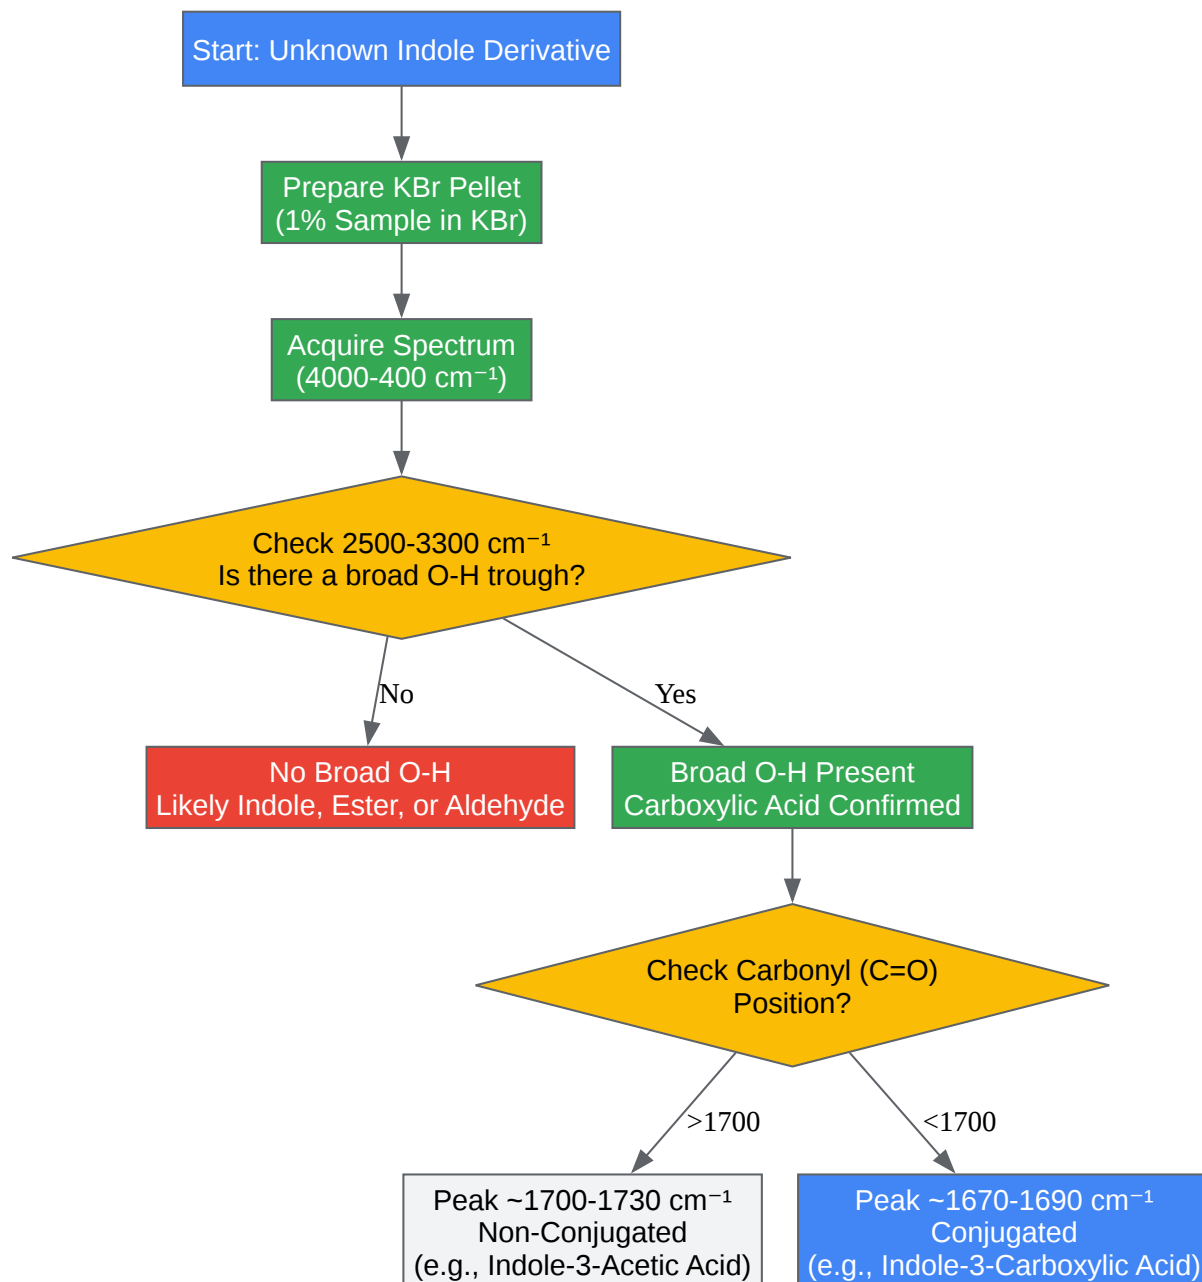 Start: Unknown Indole Derivative
Prepare KBr Pellet
(1% Sample in KBr)
Acquire Spectrum
(4000-400 cm⁻¹)
Check 2500-3300 cm⁻¹
Is there a broad O-H trough?
No
Yes
No Broad O-H
Likely Indole, Ester, or Aldehyde
Broad O-H Present
Carboxylic Acid Confirmed
Check Carbonyl (C=O)
Position?
>1700
<1700
Peak ~1700-1730 cm⁻¹
Non-Conjugated
(e.g., Indole-3-Acetic Acid)
Peak ~1670-1690 cm⁻¹
Conjugated
(e.g., Indole-3-Carboxylic Acid)